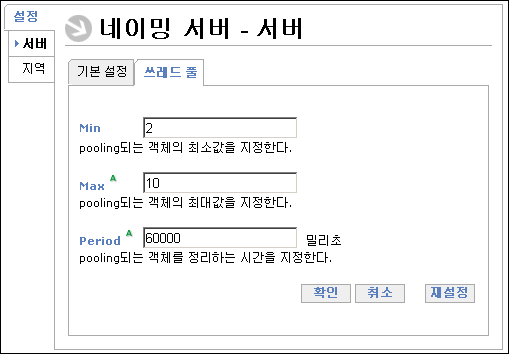 설정
서버
지역
네이밍 서버 - 서버
기본 설정 쓰레드 풀
Min 2
pooling되는 객체의 최소값을 지정한다.
Max A 10
pooling되는 객체의 최대값을 지정한다.
Period A 60000 밀리초
pooling되는 객체를 정리하는 시간을 지정한다.
확인 취소 재설정